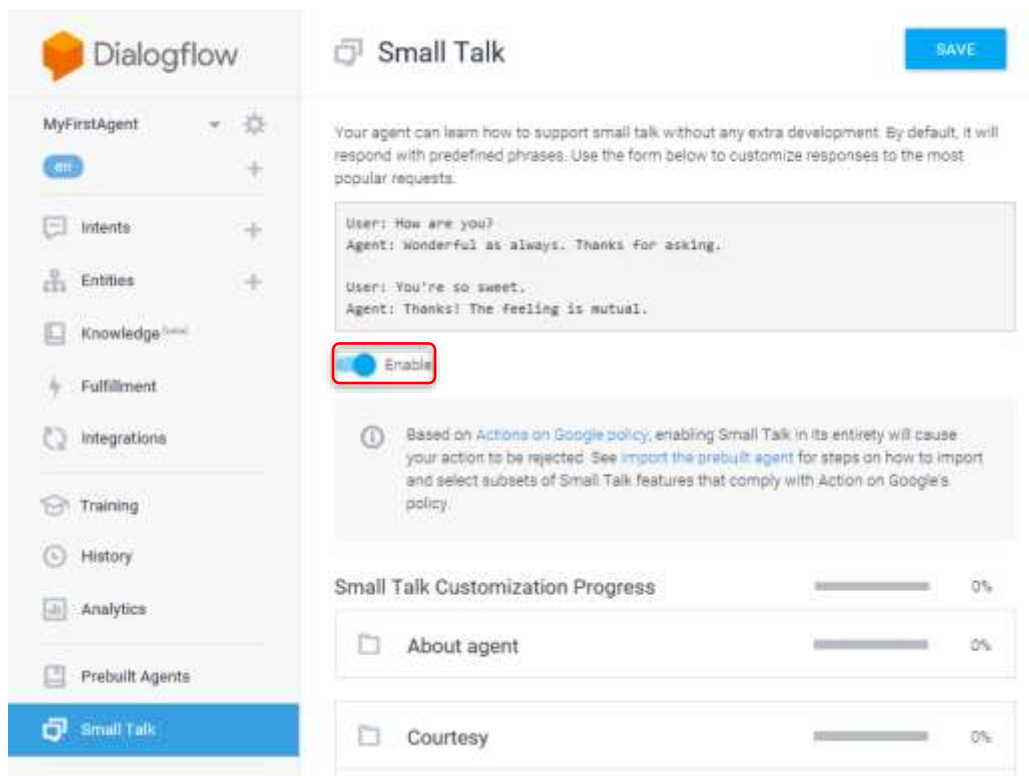 Dialogflow
MyFirstAgent
en
Intents
Entities
Knowledge [beta]
Fulfillment
Integrations
Training
History
Analytics
Prebuilt Agents
Small Talk
Small Talk
SAVE
Your agent can learn how to support small talk without any extra development. By default, it will
respond with predefined phrases. Use the form below to customize responses to the most
popular requests.
User: How are you?
Agent: Wonderful as always. Thanks for asking.
User: You're so sweet.
Agent: Thanks! The feeling is mutual.
Enable
Based on Actions on Google policy, enabling Small Talk in its entirety will cause
your action to be rejected. See import the prebuilt agent for steps on how to import
and select subsets of Small Talk features that comply with Action on Google's
policy.
Small Talk Customization Progress 0%
About agent 0%
Courtesy 0%